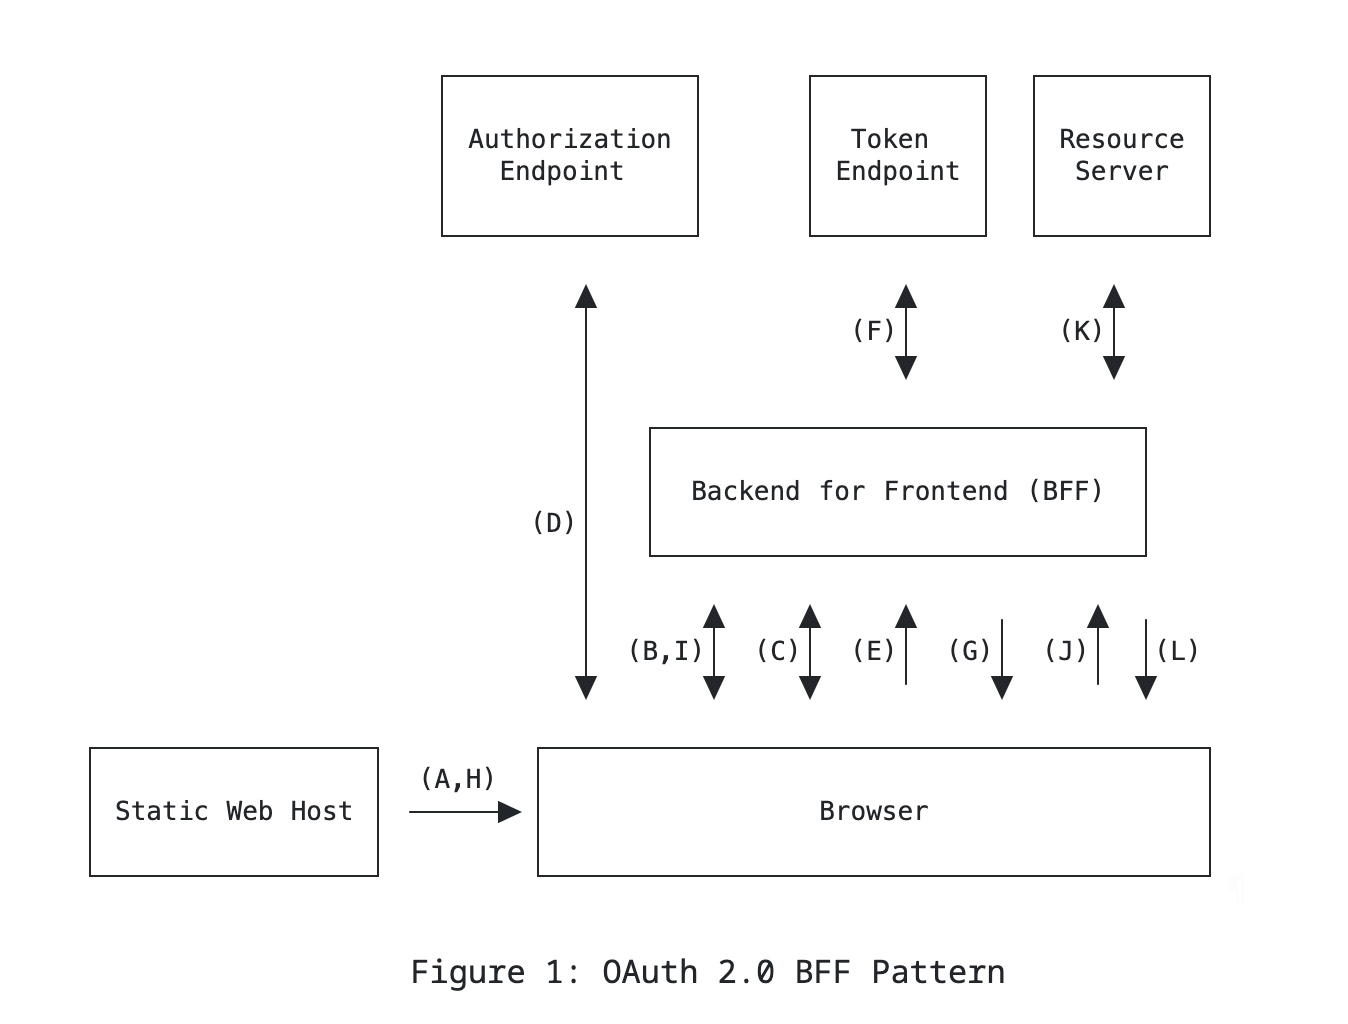 Authorization
Endpoint
Token
Endpoint
Resource
Server
(F)
(K)
Backend for Frontend (BFF)
(D)
(B,I)
(C)
(E)
(G)
(J)
(L)
(A,H)
Static Web Host
Browser
¶
Figure 1: OAuth 2.0 BFF Pattern